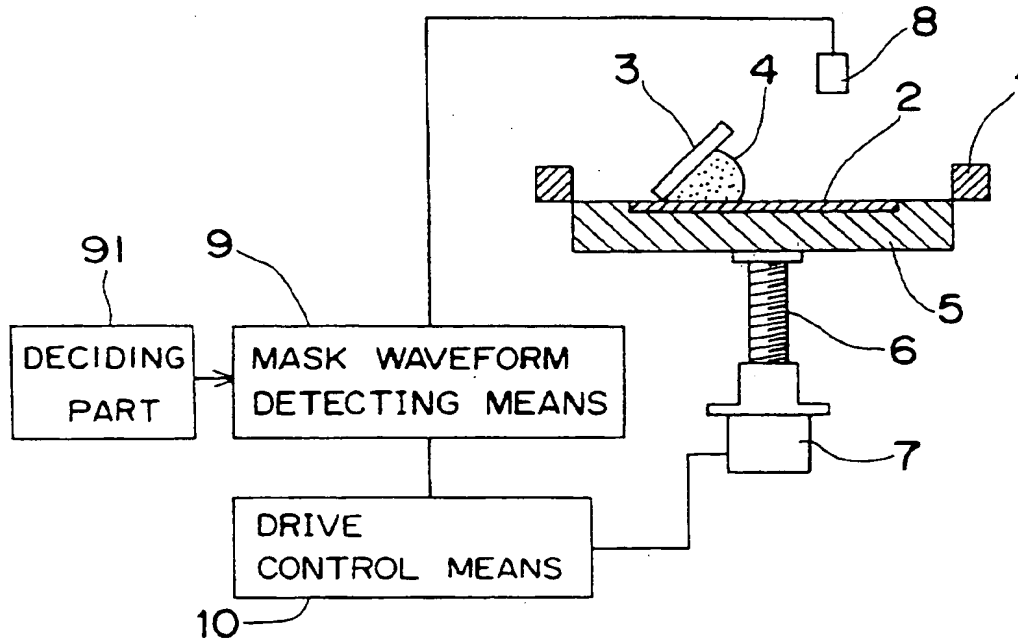 8
3
4
2
91
9
5
6
DECIDING
PART
MASK WAVEFORM
DETECTING MEANS
7
DRIVE
CONTROL MEANS
10